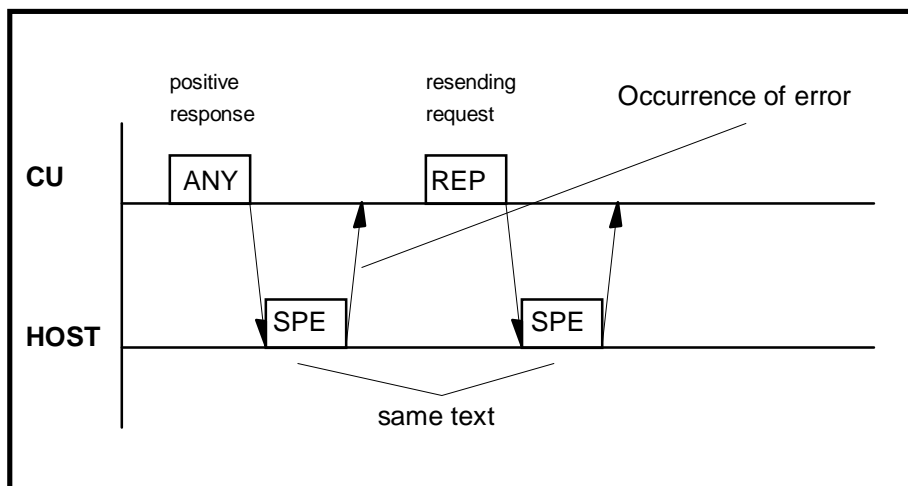 positive
response
resending
request
Occurrence of error
CU
ANY
REP
HOST
SPE
SPE
same text